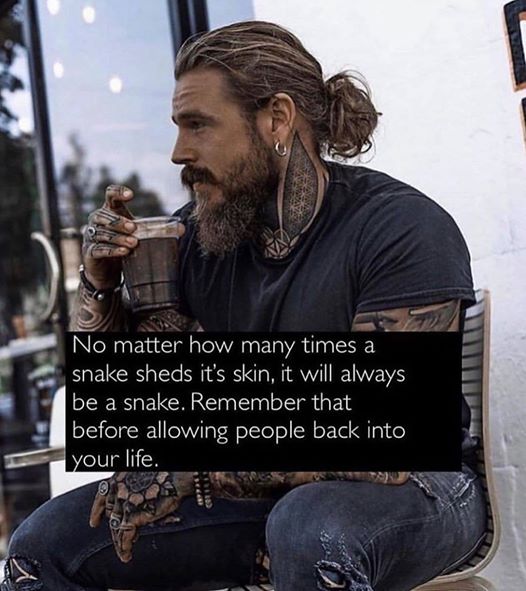 No matter how many times a
snake sheds it's skin, it will always
be a snake. Remember that
before allowing people back into
your life.